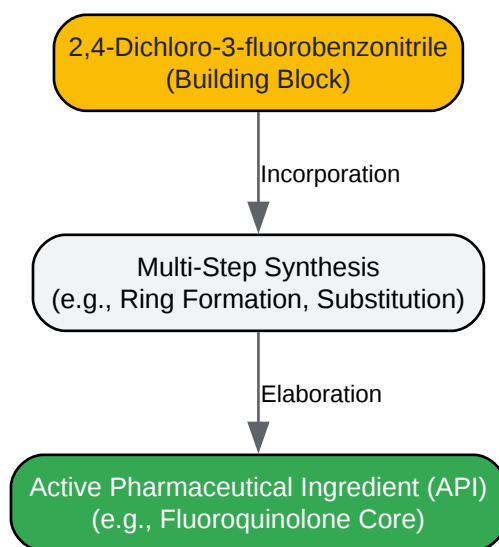 2,4-Dichloro-3-fluorobenzonitrile
(Building Block)
Incorporation
Multi-Step Synthesis
(e.g., Ring Formation, Substitution)
Elaboration
Active Pharmaceutical Ingredient (API)
(e.g., Fluoroquinolone Core)